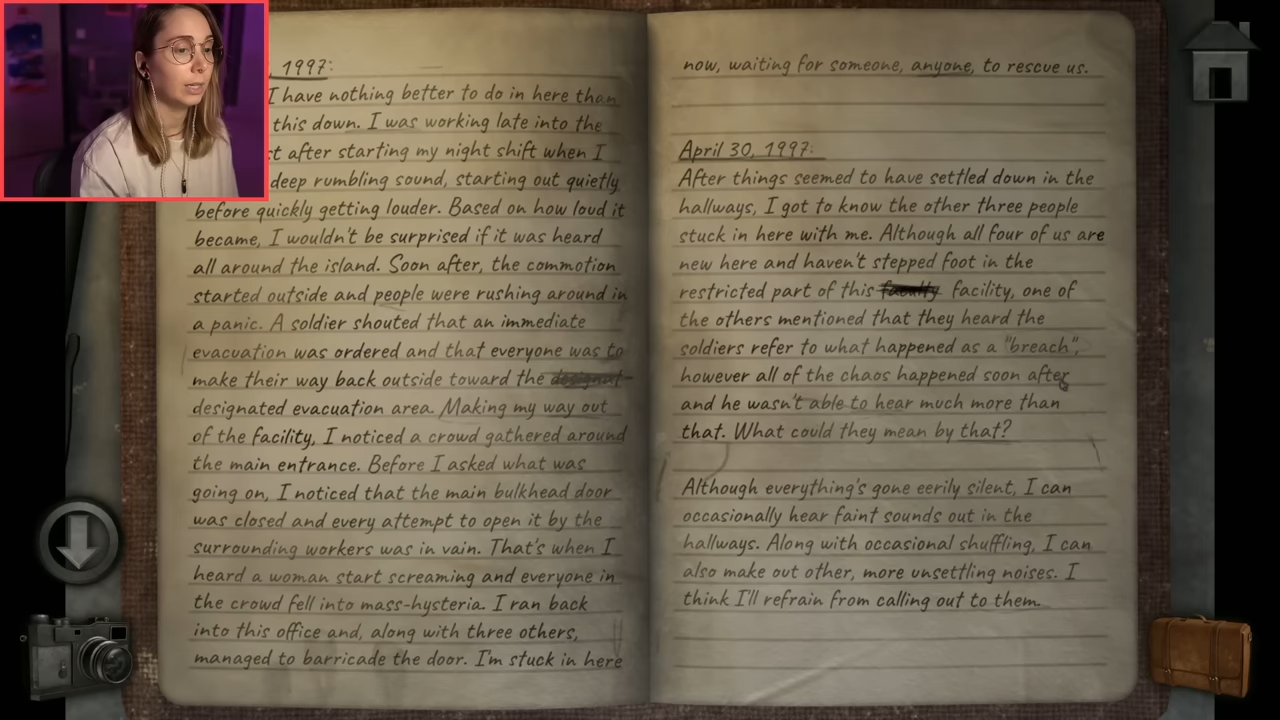 1997:
I have nothing better to do in here than
this down. I was working late into the
after starting my night shift when I
deep rumbling sound, starting out quietly
before quickly getting louder. Based on how loud it
became, I wouldn't be surprised if it was heard
all around the island. Soon after, the commotion
started outside and people were rushing around in
a panic. A soldier shouted that an immediate
evacuation was ordered and that everyone was to
make their way back outside toward the
designated evacuation area. Making my way out
of the facility, I noticed a crowd gathered around
the main entrance. Before I asked what was
going on, I noticed that the main bulkhead door
was closed and every attempt to open it by the
surrounding workers was in vain. That's when I
heard a woman start screaming and everyone in
the crowd fell into mass-hysteria. I ran back
into this office and, along with three others,
managed to barricade the door. I'm stuck in here
now, waiting for someone, anyone, to rescue us.
April 30, 1997:
After things seemed to have settled down in the
hallways, I got to know the other three people
stuck in here with me. Although all four of us are
new here and haven't stepped foot in the
restricted part of this faculty facility, one of
the others mentioned that they heard the
soldiers refer to what happened as a "breach",
however all of the chaos happened soon after
and he wasn't able to hear much more than
that. What could they mean by that?
Although everything's gone eerily silent, I can
occasionally hear faint sounds out in the
hallways. Along with occasional shuffling, I can
also make out other, more unsettling noises. I
think I'll refrain from calling out to them.